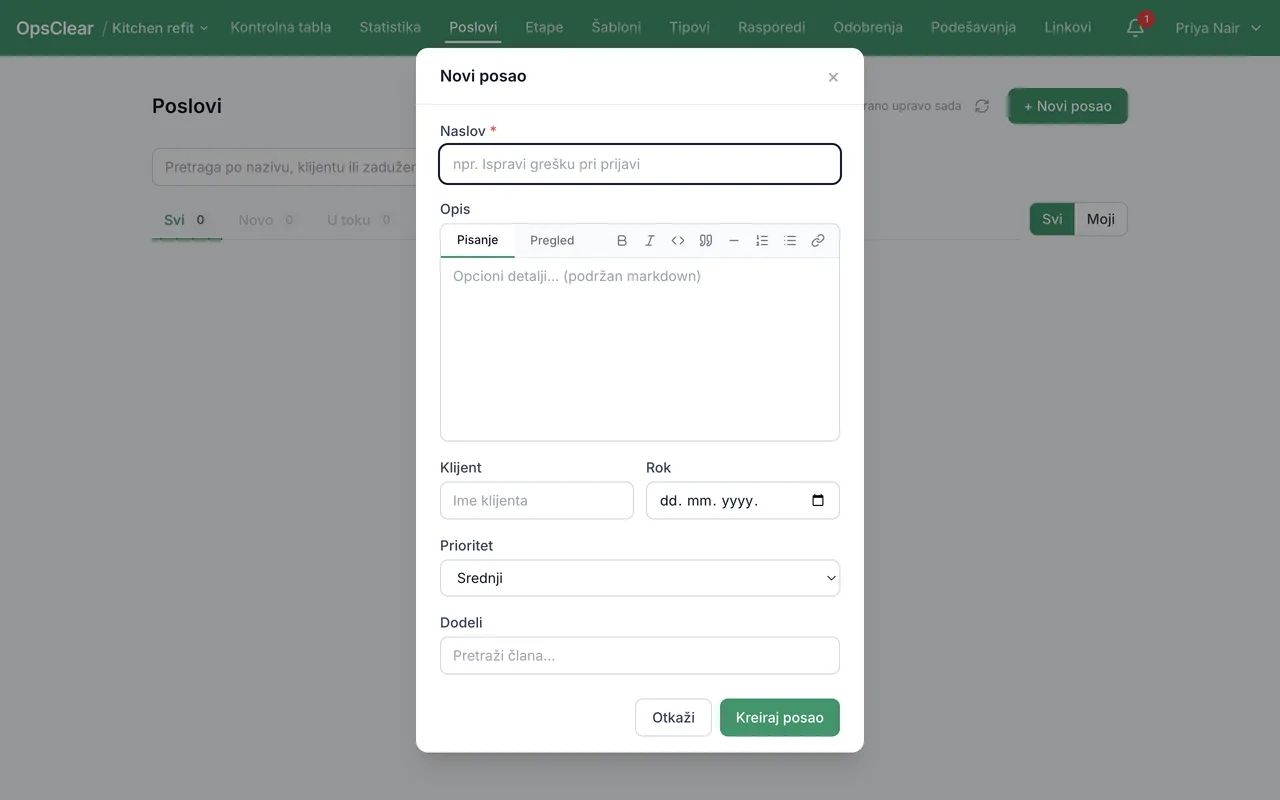 OpsClear / Kitchen refit Kontrolna tabla Statistika Poslovi Etape Šabloni Tipovi Rasporedi Odobrenja Podešavanja Linkovi 1 Priya Nair
Novi posao ×
Poslovi
upravo sada
+ Novi posao
Naslov *
npr. Ispravi grešku pri prijavi
Pretraga po nazivu, klijentu ili
Svi 0 Novo 0 U toku 0
Svi Moji
Opis
Pisanje Pregled B I <>
Opcioni detalji... (podržan markdown)
Klijent Rok
Ime klijenta dd. mm. yyyy.
Prioritet
Srednji
Dodeli
Pretraži člana...
Otkaži Kreiraj posao